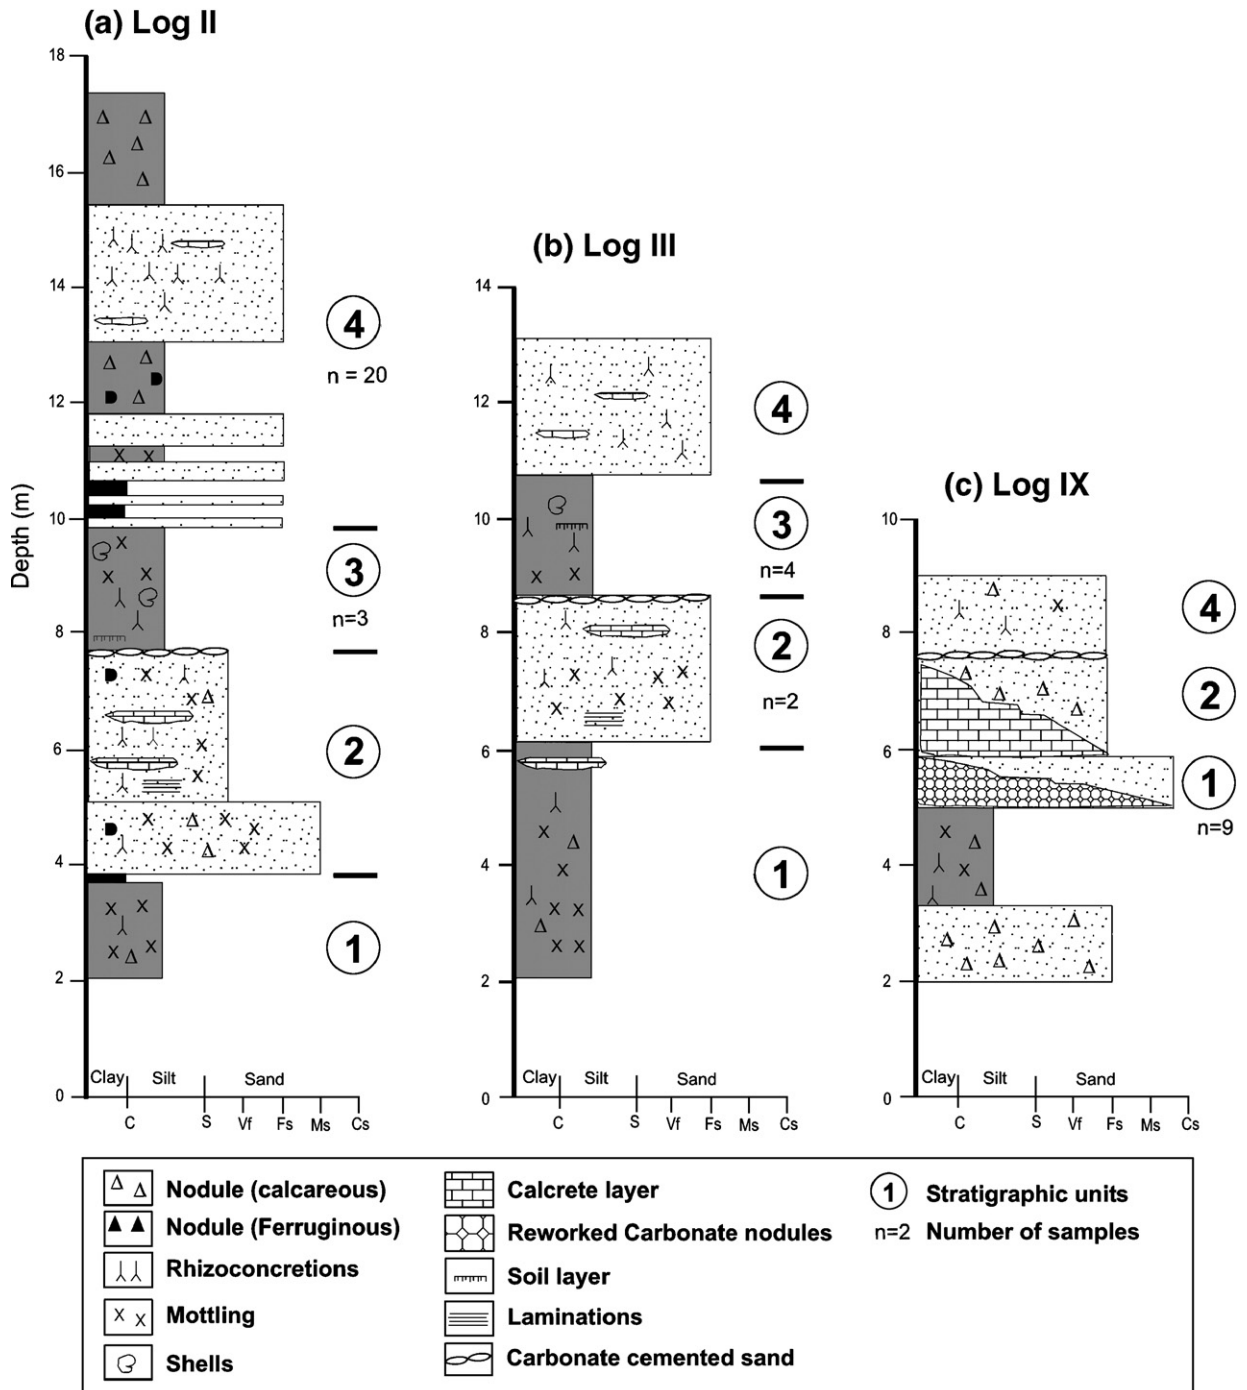 (a) Log II
18
16
14
12
10
8
6
4
2
0
Depth (m)
4
n = 20
3
n=3
2
1
Clay Silt Sand
C S Vf Fs Ms Cs
(b) Log III
14
12
10
8
6
4
2
0
4
3
n=4
2
n=2
1
Clay Silt Sand
C S Vf Fs Ms Cs
(c) Log IX
10
8
6
4
2
0
4
2
1
n=9
Clay Silt Sand
C S Vf Fs Ms Cs
Nodule (calcareous)
Nodule (Ferruginous)
Rhizoconcretions
Mottling
Shells
Calcrete layer
Reworked Carbonate nodules
Soil layer
Laminations
Carbonate cemented sand
1 Stratigraphic units
n=2 Number of samples